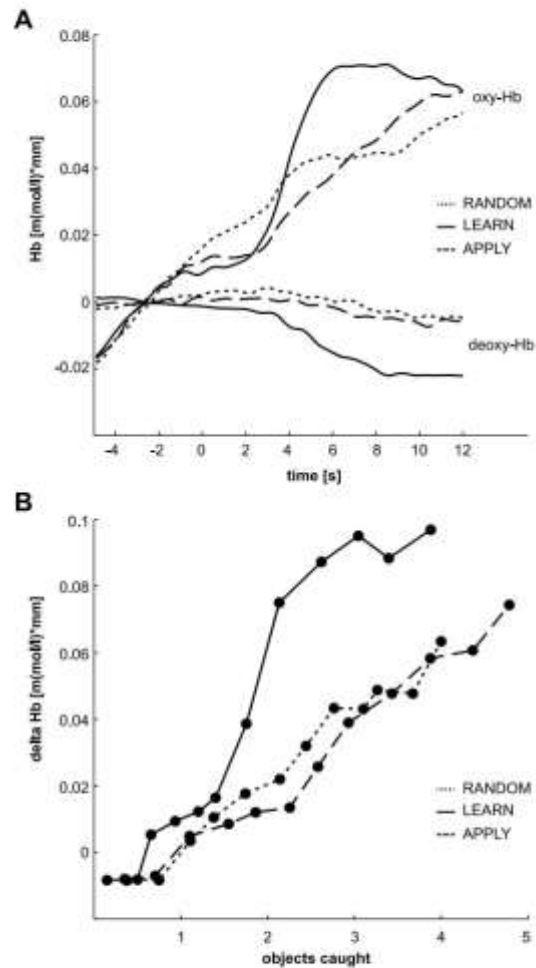 A
0.08
0.06
0.04
0.02
0
-0.02
Hb [m(mol/l)*mm]
oxy-Hb
RANDOM
LEARN
APPLY
deoxy-Hb
-4 -2 0 2 4 6 8 10 12
time [s]
B
0.1
0.08
0.06
0.04
0.02
0
delta Hb [m(mol/l)*mm]
RANDOM
LEARN
APPLY
1 2 3 4 5
objects caught